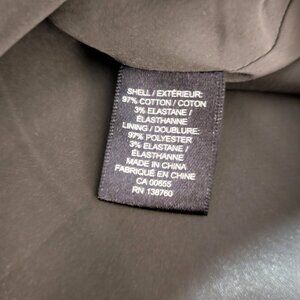 SHELL / EXTÉRIEUR:
97% COTTON / COTON
3% ELASTANE /
ÉLASTHANNE
LINING / DOUBLURE:
97% POLYESTER
3% ELASTANE /
ÉLASTHANNE
MADE IN CHINA
FABRIQUÉ EN CHINE
CA 00655
RN 138760